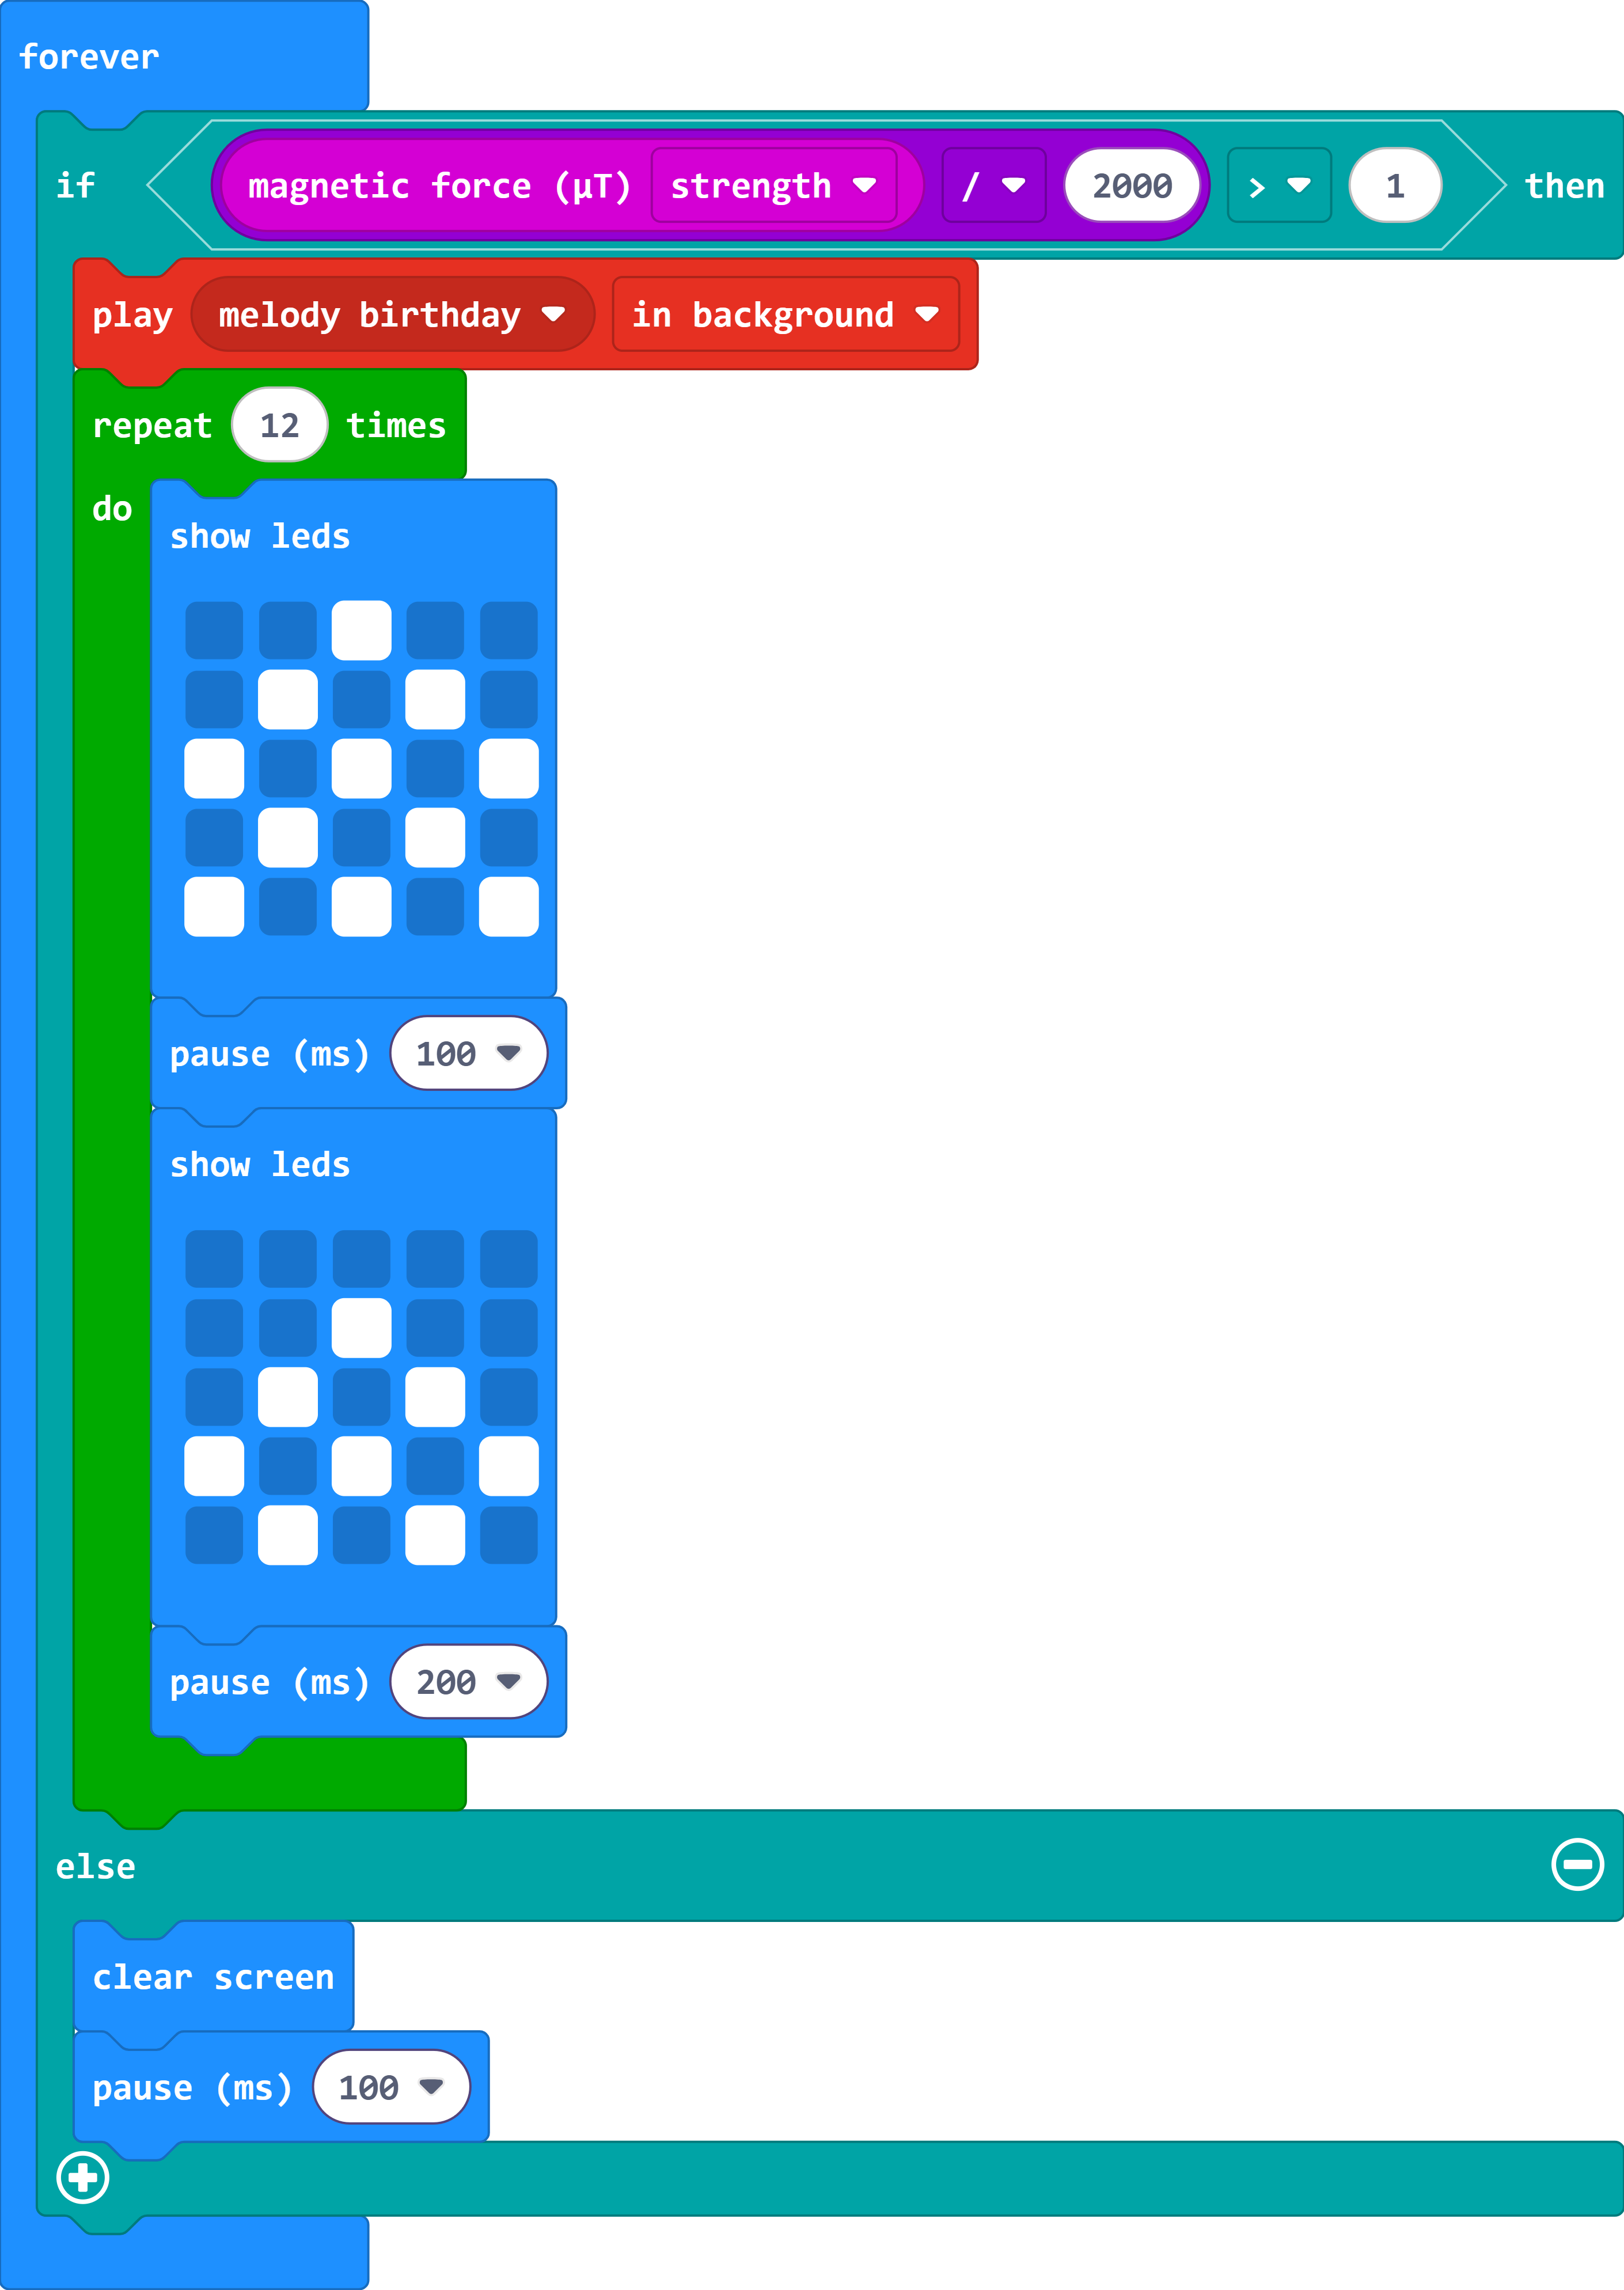 forever
if magnetic force (µT) strength / 2000 > 1 then
play melody birthday in background
repeat 12 times
do
show leds
pause (ms) 100
show leds
pause (ms) 200
else
clear screen
pause (ms) 100